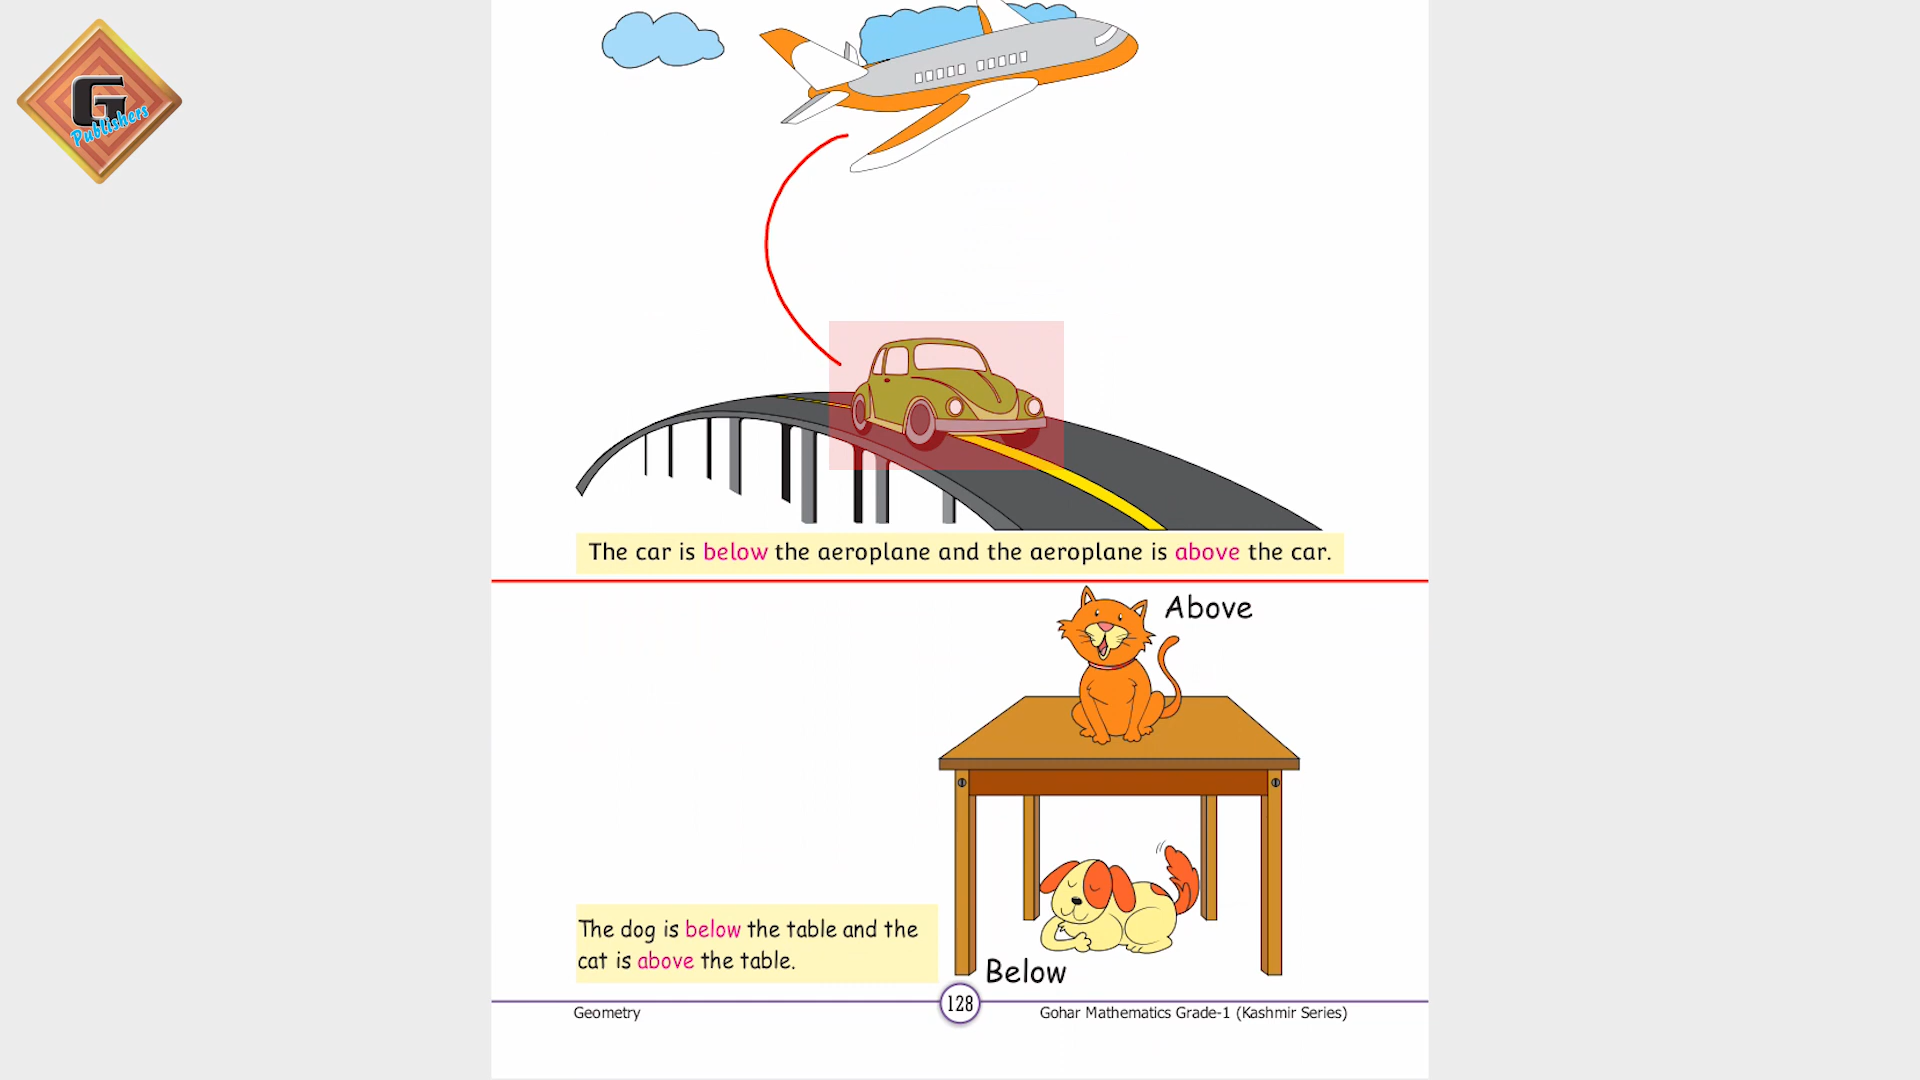 G
Publishers
The car is below the aeroplane and the aeroplane is above the car.
Above
The dog is below the table and the
cat is above the table.
Below
128
Geometry
Gohar Mathematics Grade-1 (Kashmir Series)